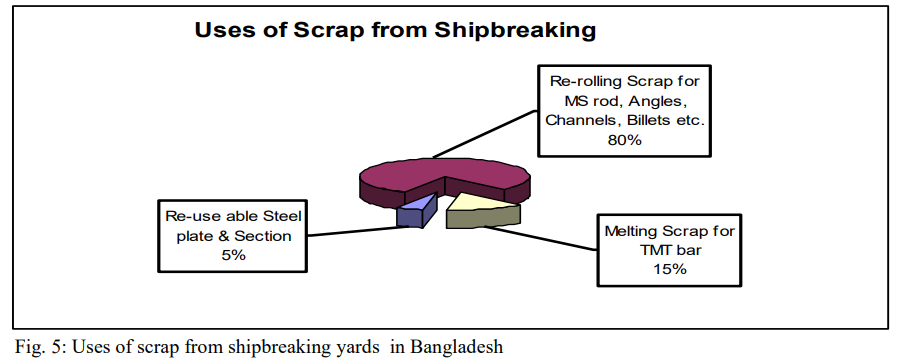 Uses of Scrap from Shipbreaking
Re-rolling Scrap for
MS rod, Angles,
Channels, Billets etc.
80%
Re-use able Steel
plate & Section
5%
Melting Scrap for
TMT bar
15%
Fig. 5: Uses of scrap from shipbreaking yards in Bangladesh